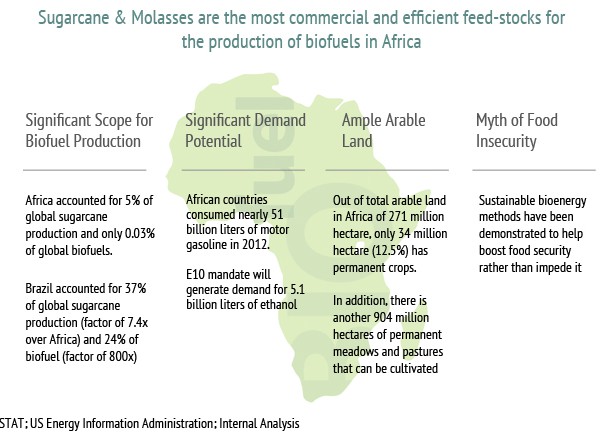 Sugarcane & Molasses are the most commercial and efficient feed-stocks for
the production of biofuels in Africa
Significant Scope for
Biofuel Production
Africa accounted for 5% of
global sugarcane
production and only 0.03%
of global biofuels.
Brazil accounted for 37%
of global sugarcane
production (factor of 7.4x
over Africa) and 24% of
biofuel (factor of 800x)
Significant Demand
Potential
African countries
consumed nearly 51
billion liters of motor
gasoline in 2012.
E10 mandate will
generate demand for 5.1
billion liters of ethanol
Ample Arable
Land
Out of total arable land
in Africa of 271 million
hectare, only 34 million
hectare (12.5%) has
permanent crops.
In addition, there is
another 904 million
hectares of permanent
meadows and pastures
that can be cultivated
Myth of Food
Insecurity
Sustainable bioenergy
methods have been
demonstrated to help
boost food security
rather than impede it
STAT; US Energy Information Administration; Internal Analysis